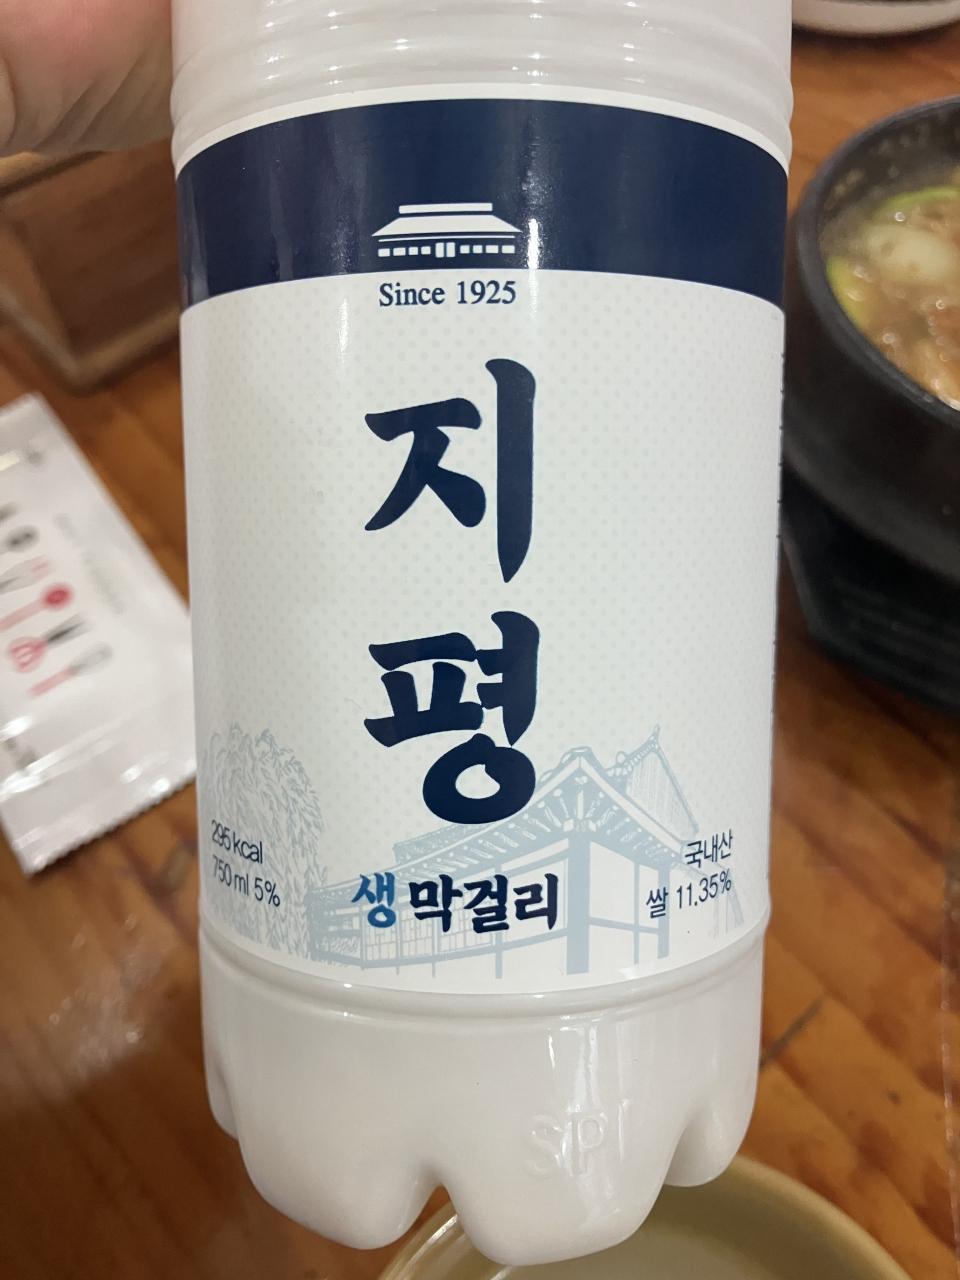 Since 1925
지
평
295 kcal
750 ml 5%
생막걸리
국내산
쌀 11.35%
SPI